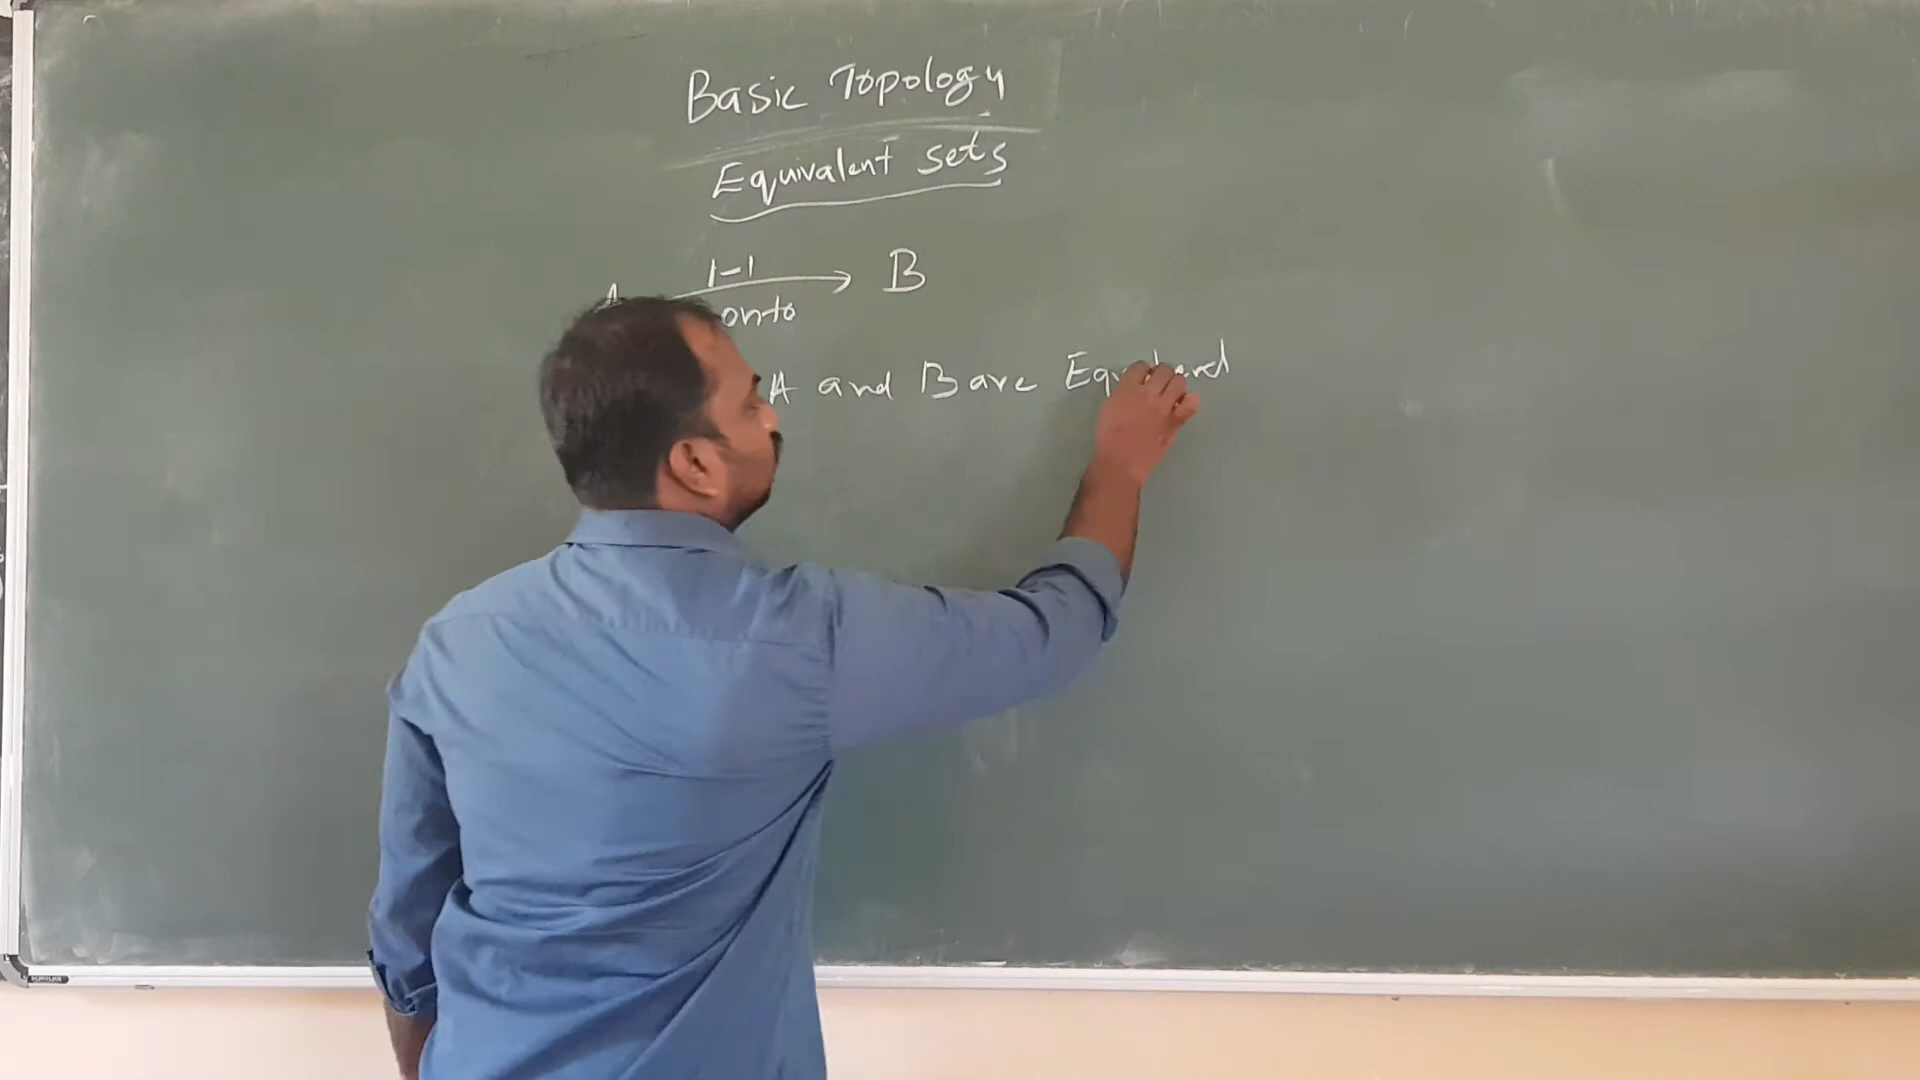 Basic Topology
Equivalent sets
1-1
A → B
onto
A and B are